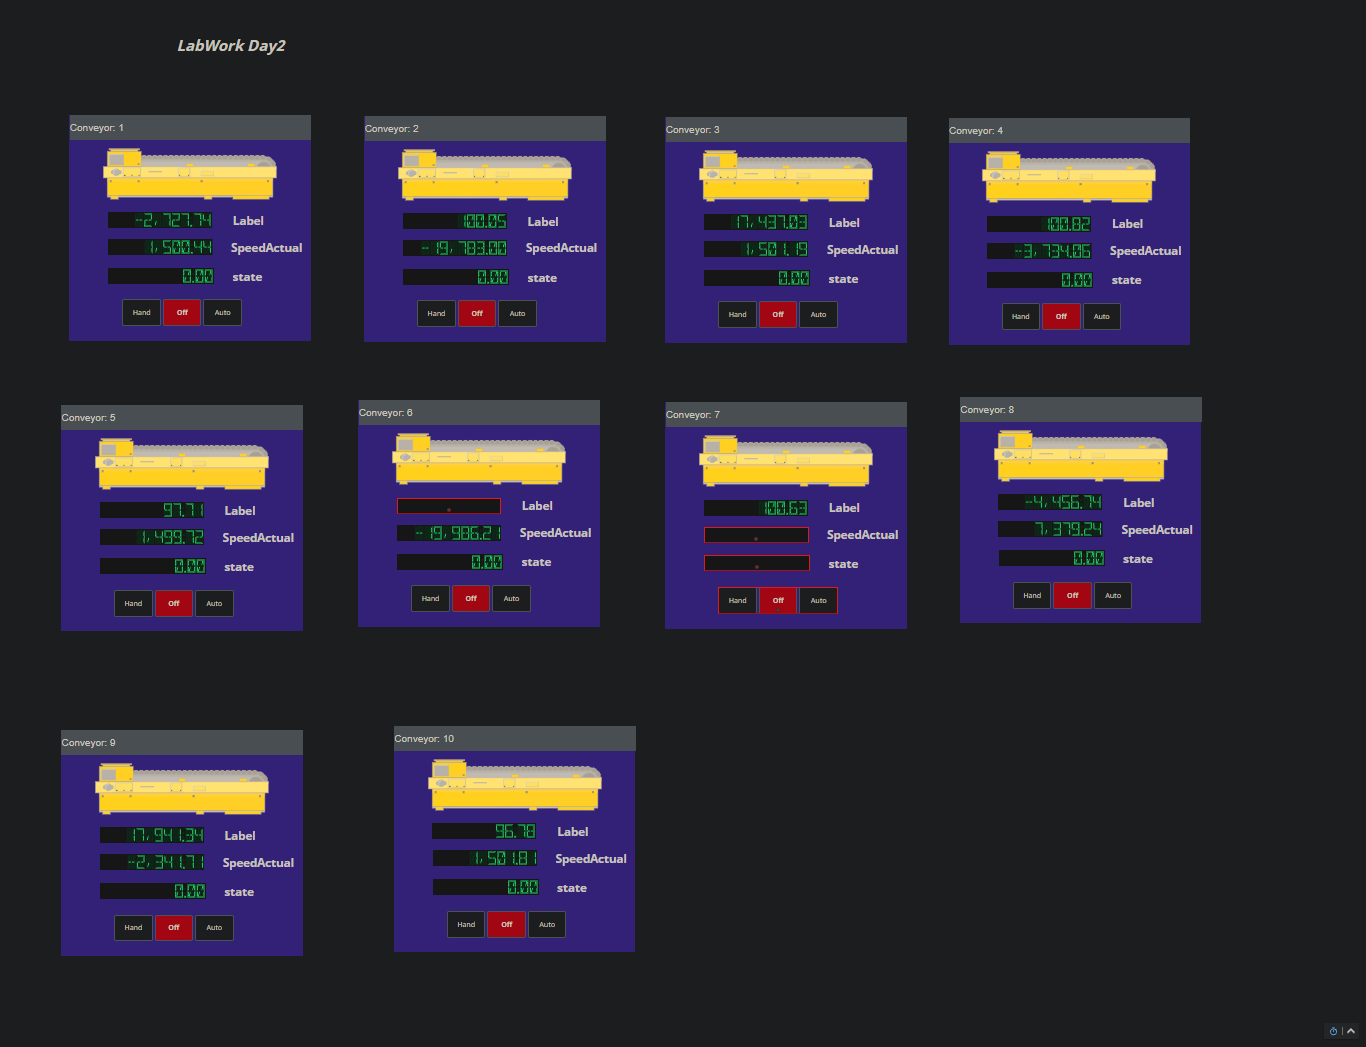 LabWork Day2
Conveyor: 1
-2,727.74 Label
1,500.44 SpeedActual
0.00 state
Hand Off Auto
Conveyor: 2
100.05 Label
-19,783.00 SpeedActual
0.00 state
Hand Off Auto
Conveyor: 3
17,437.03 Label
1,501.19 SpeedActual
0.00 state
Hand Off Auto
Conveyor: 4
100.82 Label
-3,734.06 SpeedActual
0.00 state
Hand Off Auto
Conveyor: 5
97.71 Label
1,499.72 SpeedActual
0.00 state
Hand Off Auto
Conveyor: 6
Label
-19,986.21 SpeedActual
0.00 state
Hand Off Auto
Conveyor: 7
100.63 Label
SpeedActual
state
Hand Off Auto
Conveyor: 8
-4,456.74 Label
7,379.24 SpeedActual
0.00 state
Hand Off Auto
Conveyor: 9
17,941.34 Label
-2,341.71 SpeedActual
0.00 state
Hand Off Auto
Conveyor: 10
96.78 Label
1,501.81 SpeedActual
0.00 state
Hand Off Auto